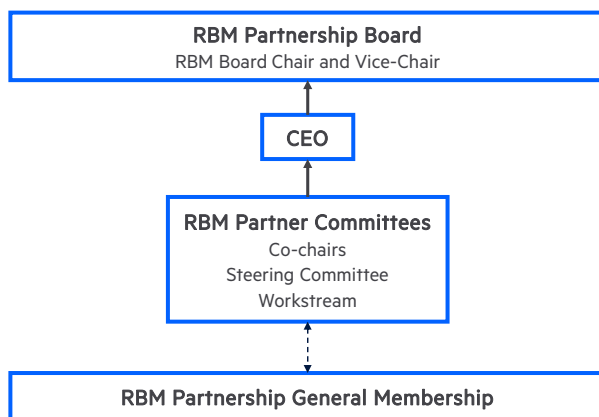 RBM Partnership Board
RBM Board Chair and Vice-Chair
CEO
RBM Partner Committees
Co-chairs
Steering Committee
Workstream
RBM Partnership General Membership